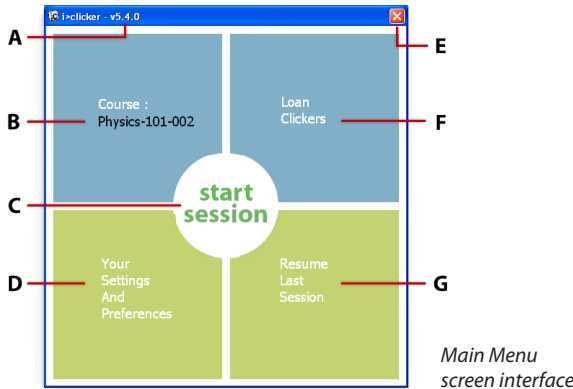 i>clicker - v5.4.0
A
E
Course :
Physics-101-002
B
Loan
Clickers
F
start
session
C
Your
Settings
And
Preferences
D
Resume
Last
Session
G
Main Menu
screen interface